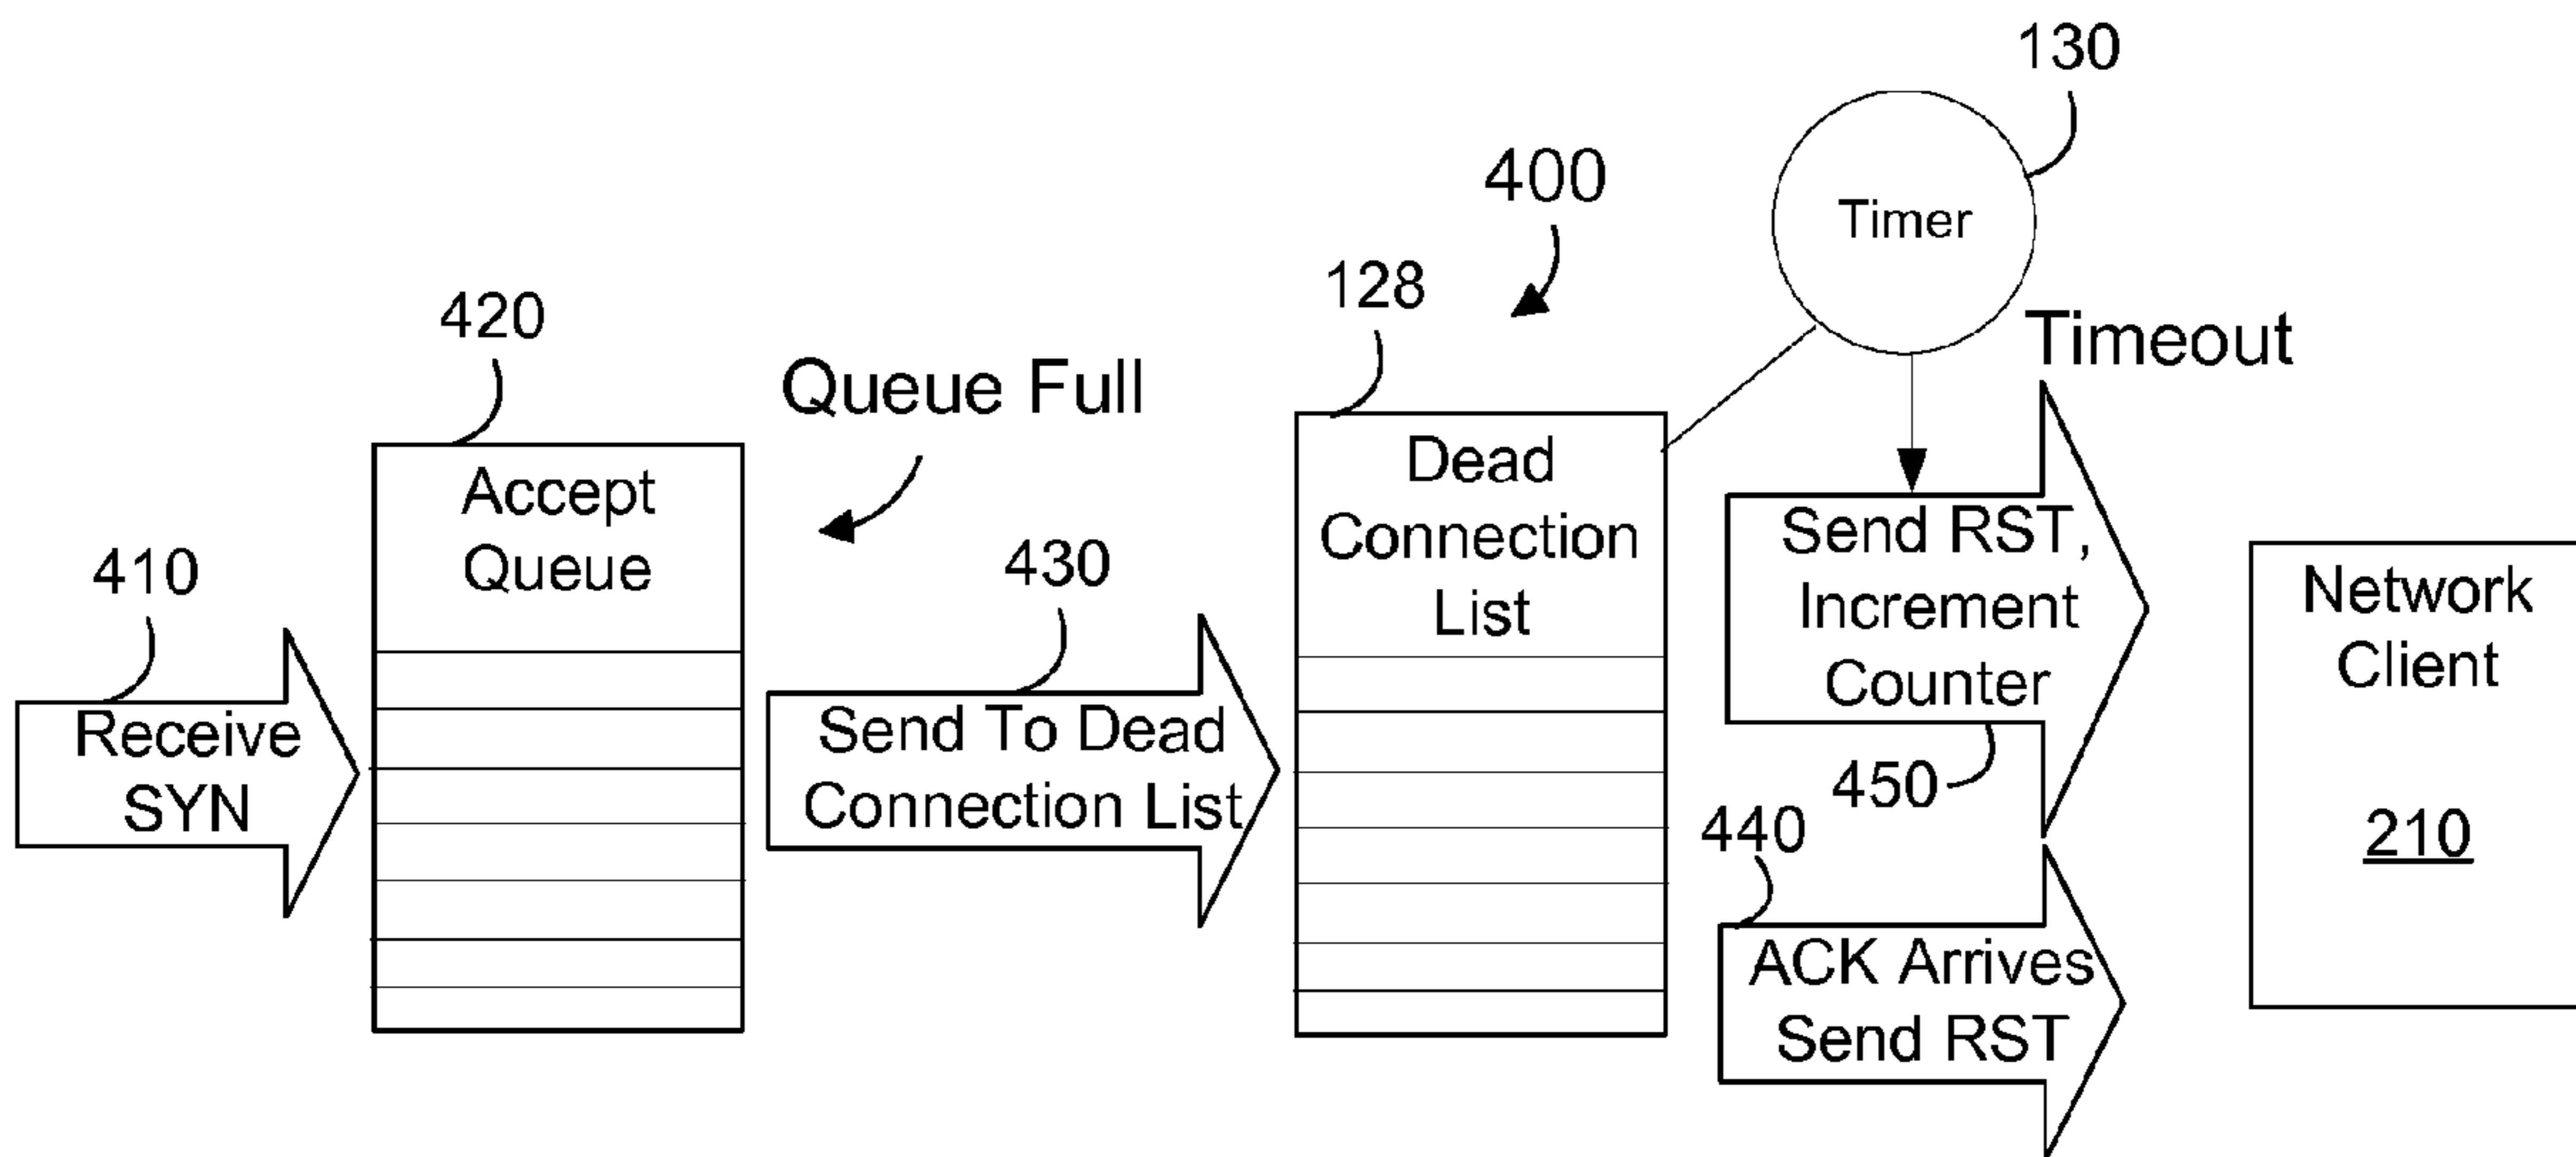 130
Timer
400
128
Timeout
420
Queue Full
Accept
Queue
410
Receive
SYN
430
Send To Dead
Connection List
Dead
Connection
List
Send RST,
Increment
Counter
450
440
ACK Arrives
Send RST
Network
Client
210